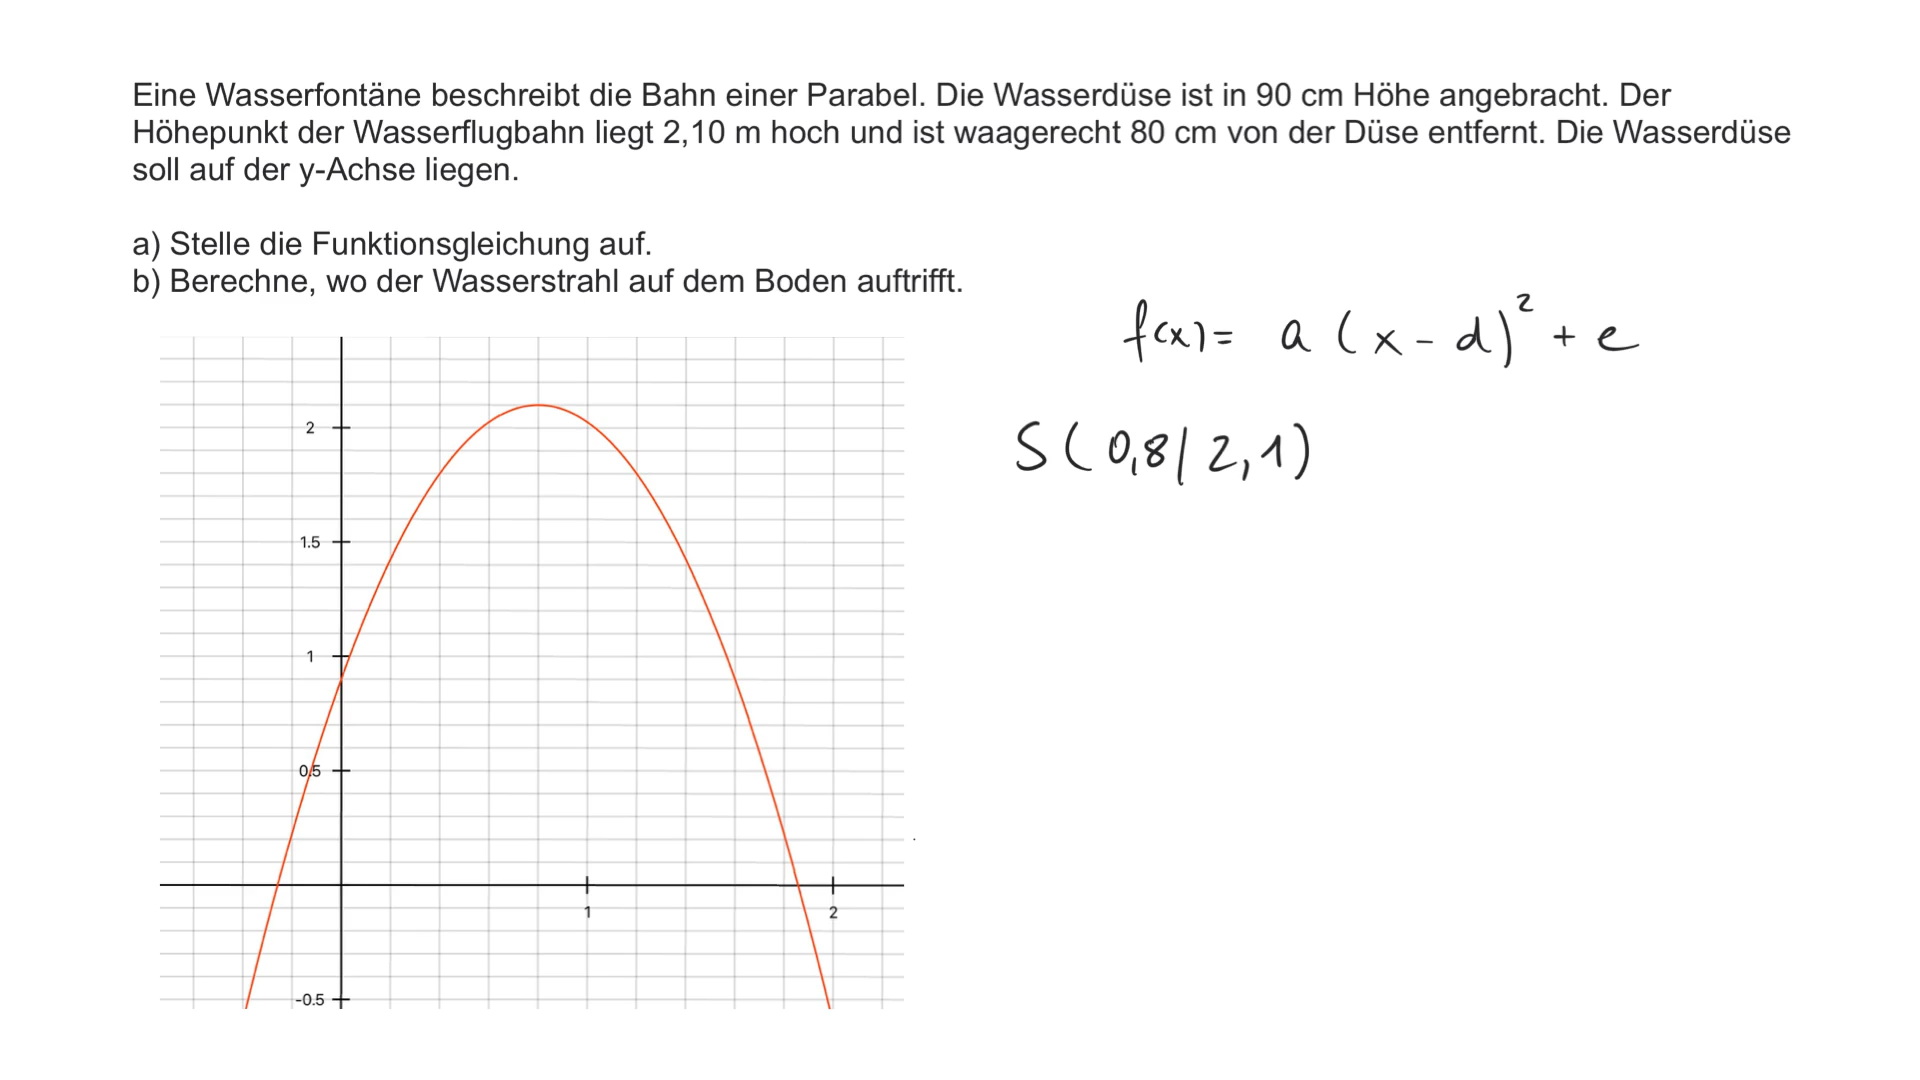 Eine Wasserfontäne beschreibt die Bahn einer Parabel. Die Wasserdüse ist in 90 cm Höhe angebracht. Der
Höhepunkt der Wasserflugbahn liegt 2,10 m hoch und ist waagerecht 80 cm von der Düse entfernt. Die Wasserdüse
soll auf der y-Achse liegen.
a) Stelle die Funktionsgleichung auf.
b) Berechne, wo der Wasserstrahl auf dem Boden auftrifft.
f(x) = a (x - d)² + e
S(0,8 | 2,1)
2
1.5
1
0.5
1
2
-0.5